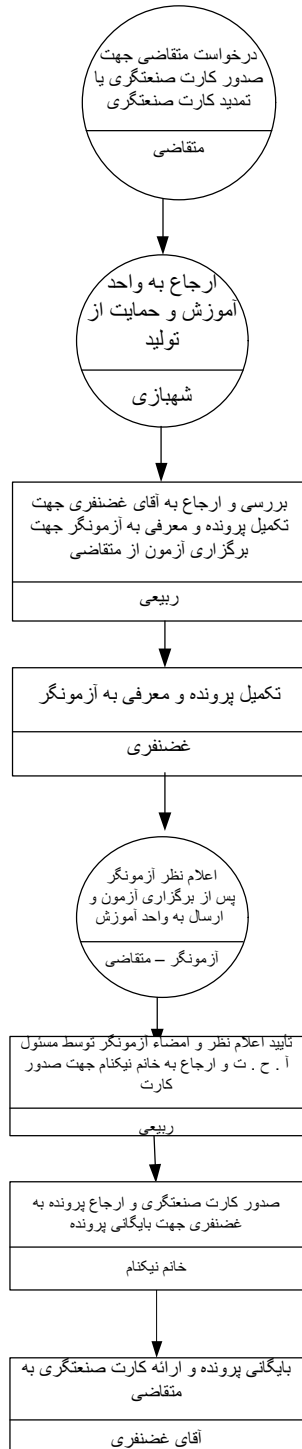 درخواست متقاضی جهت
صدور کارت صنعتگری یا
تمدید کارت صنعتگری
متقاضی
ارجاع به واحد
آموزش و حمایت از
تولید
شهبازی
بررسی و ارجاع به آقای غضنفری جهت
تکمیل پرونده و معرفی به آزمونگر جهت
برگزاری آزمون از متقاضی
ربیعی
تکمیل پرونده و معرفی به آزمونگر
غضنفری
اعلام نظر آزمونگر
پس از برگزاری آزمون و
ارسال به واحد آموزش
آزمونگر – متقاضی
تأیید اعلام نظر و امضاء آزمونگر توسط مسئول
آ . ح . ت و ارجاع به خانم نیکنام جهت صدور
کارت
ربیعی
صدور کارت صنعتگری و ارجاع پرونده به
غضنفری جهت بایگانی پرونده
خانم نیکنام
بایگانی پرونده و ارائه کارت صنعتگری به
متقاضی
آقای غضنفری